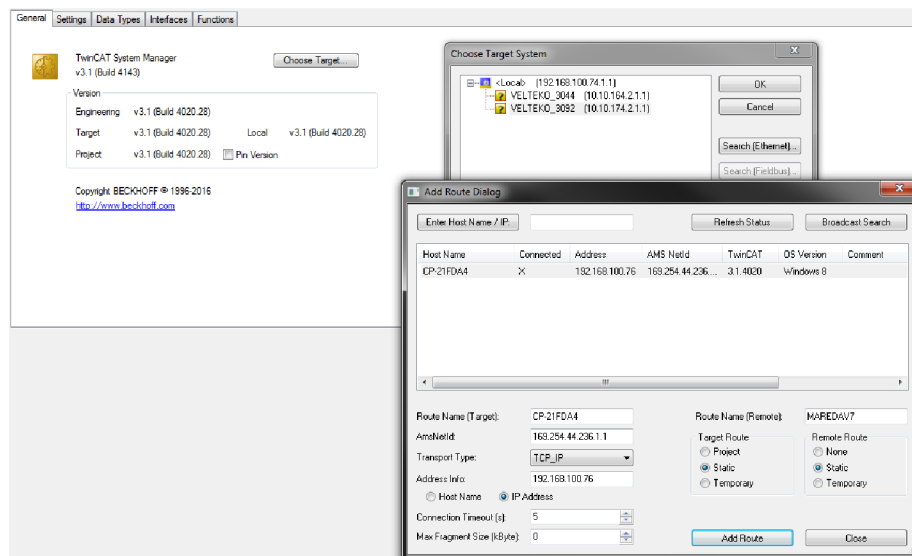 General Settings Data Types Interfaces Functions
TwinCAT System Manager
v3.1 (Build 4143)
Choose Target...
Version
Engineering v3.1 (Build 4020.28)
Target v3.1 (Build 4020.28) Local v3.1 (Build 4020.28)
Project v3.1 (Build 4020.28) Pin Version
Copyright BECKHOFF © 1996-2016
http://www.beckhoff.com
Choose Target System
<Local> (192.168.100.74.1.1)
VELTEKO_3044 (10.10.164.2.1.1)
VELTEKO_3092 (10.10.174.2.1.1)
OK
Cancel
Search (Ethernet)...
Search (Fieldbus)...
Add Route Dialog
Enter Host Name / IP: Refresh Status Broadcast Search
Host Name Connected Address AMS NetId TwinCAT OS Version Comment
CP-21FDA4 X 192.168.100.76 169.254.44.236.... 3.1.4020 Windows 8
Route Name (Target): CP-21FDA4 Route Name (Remote): MAREDAV7
AmsNetId: 169.254.44.236.1.1 Target Route Remote Route
Transport Type: TCP_IP Project None
Address Info: 192.168.100.76 Static Static
Host Name IP Address Temporary Temporary
Connection Timeout (s): 5
Max Fragment Size (kByte): 0 Add Route Close